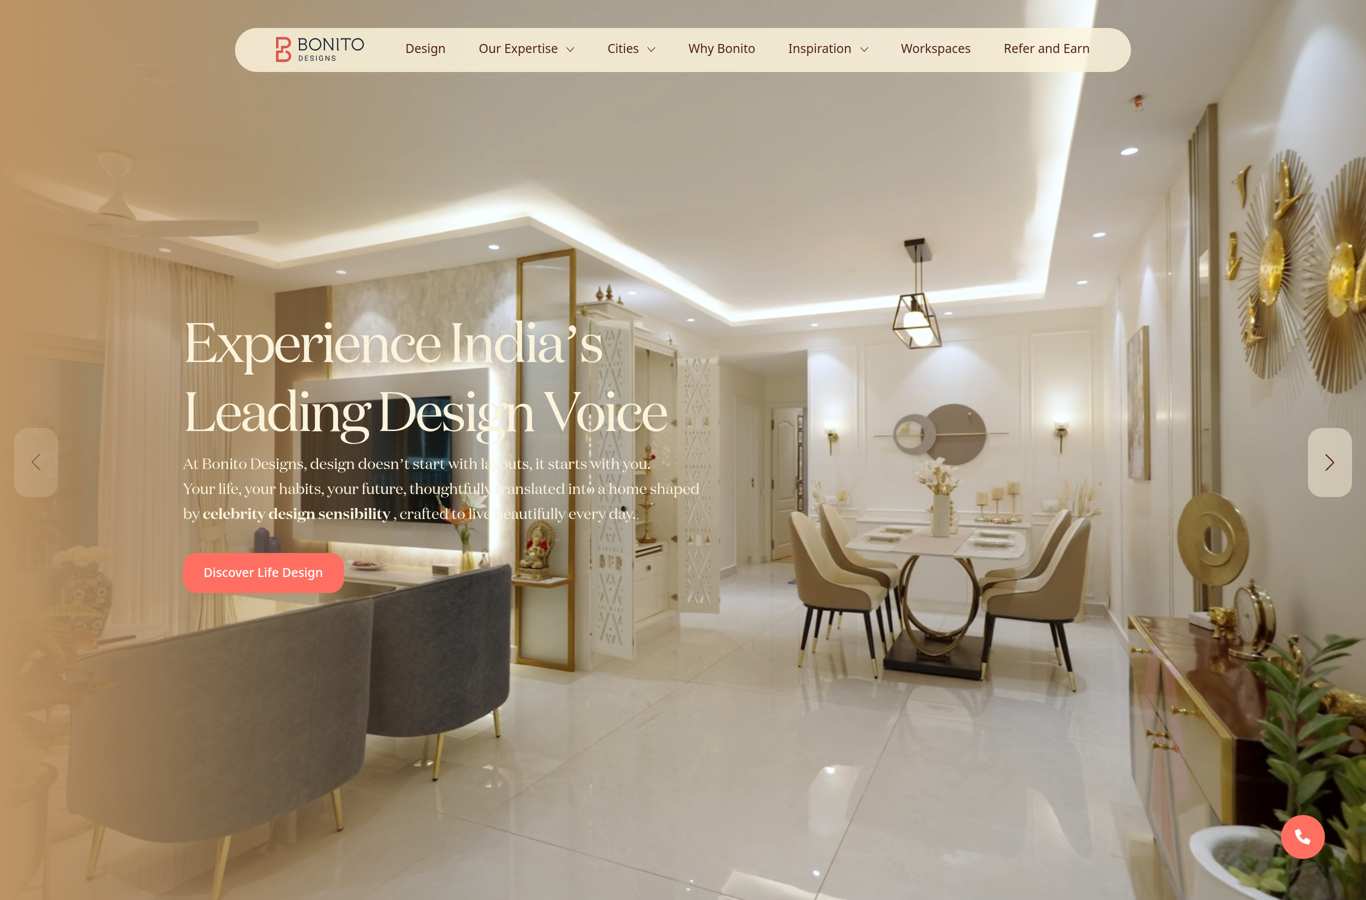 BONITO
DESIGNS
Design
Our Expertise
Cities
Why Bonito
Inspiration
Workspaces
Refer and Earn
Experience India’s
Leading Design Voice
At Bonito Designs, design doesn’t start with layouts, it starts with you.
Your life, your habits, your future, thoughtfully translated into a home shaped
by celebrity design sensibility , crafted to live beautifully every day.
Discover Life Design